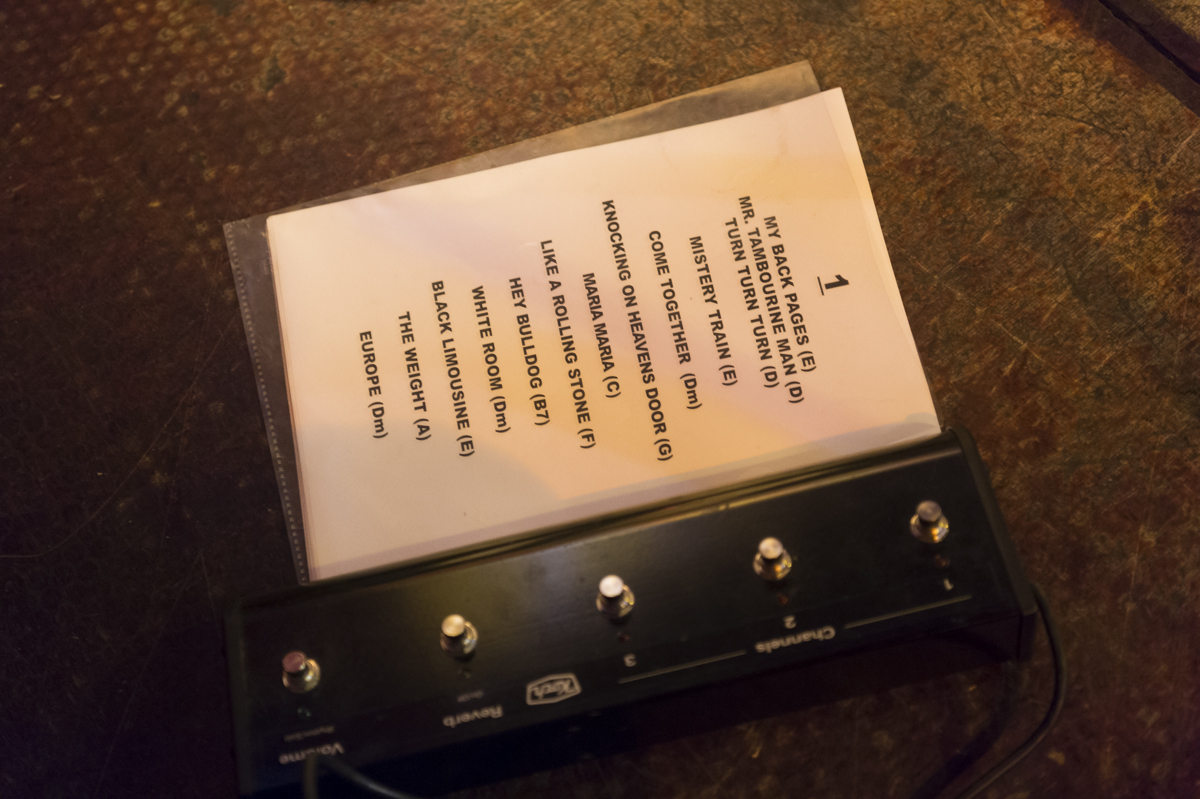 1
MY BACK PAGES (E)
MR. TAMBOURINE MAN (D)
TURN TURN TURN (D)
MISTERY TRAIN (E)
COME TOGETHER (Dm)
KNOCKING ON HEAVENS DOOR (G)
MARIA MARIA (C)
LIKE A ROLLING STONE (F)
HEY BULLDOG (B7)
WHITE ROOM (Dm)
BLACK LIMOUSINE (E)
THE WEIGHT (A)
EUROPE (Dm)
1
2
3
Channels
Koch
Reverb
Volume